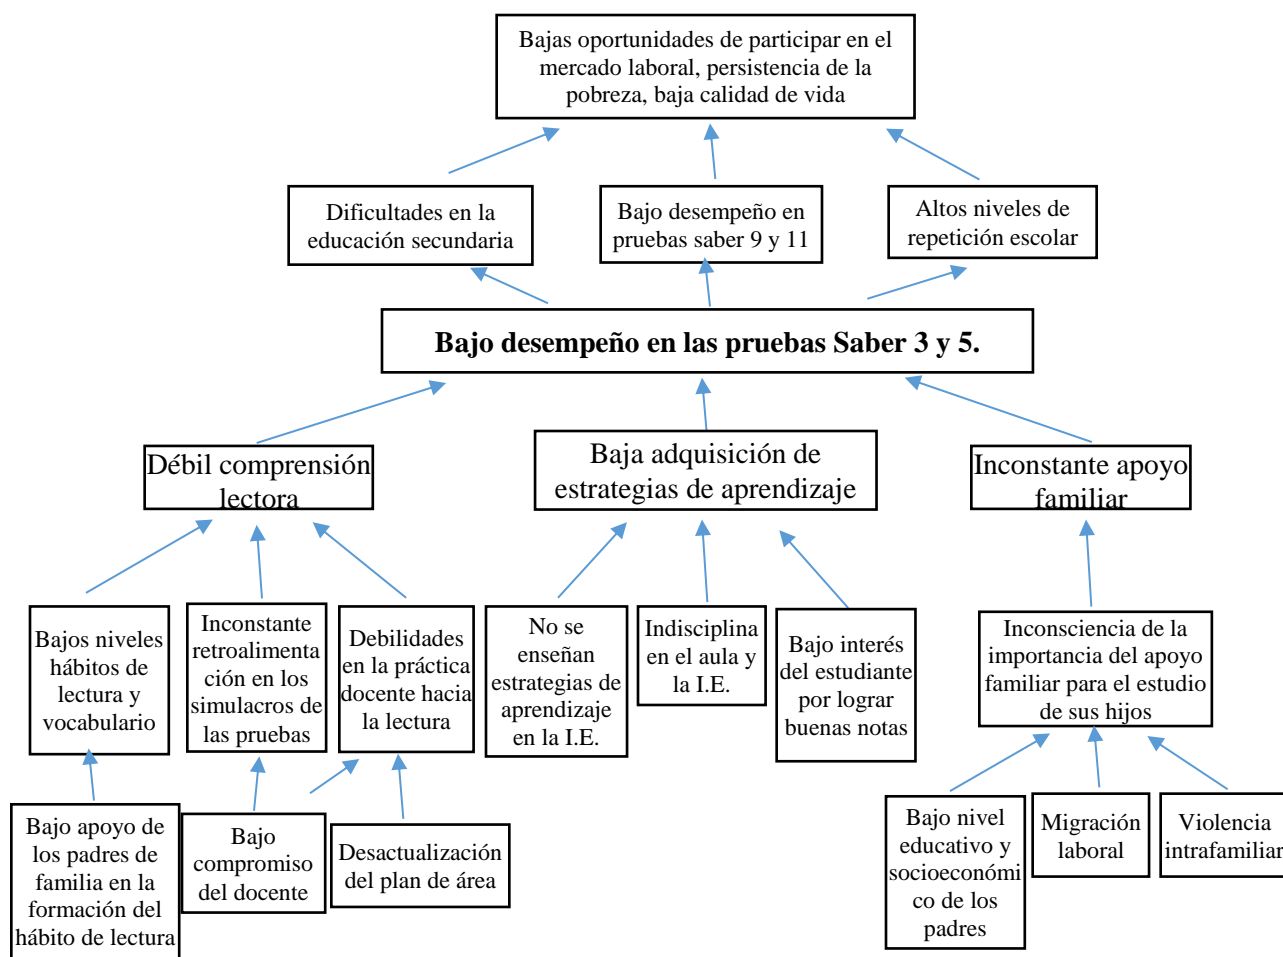 Bajas oportunidades de participar en el
mercado laboral, persistencia de la
pobreza, baja calidad de vida
Dificultades en la
educación secundaria
Bajo desempeño en
pruebas saber 9 y 11
Altos niveles de
repetición escolar
Bajo desempeño en las pruebas Saber 3 y 5.
Débil comprensión
lectora
Baja adquisición de
estrategias de aprendizaje
Inconstante apoyo
familiar
Bajos niveles
hábitos de
lectura y
vocabulario
Inconstante
retroalimenta
ción en los
simulacros de
las pruebas
Debilidades
en la práctica
docente hacia
la lectura
No se
enseñan
estrategias de
aprendizaje
en la I.E.
Indisciplina
en el aula y
la I.E.
Bajo interés
del estudiante
por lograr
buenas notas
Inconsciencia de la
importancia del apoyo
familiar para el estudio
de sus hijos
Bajo apoyo de
los padres de
familia en la
formación del
hábito de lectura
Bajo
compromiso
del docente
Desactualización
del plan de área
Bajo nivel
educativo y
socioeconómi
co de los
padres
Migración
laboral
Violencia
intrafamiliar